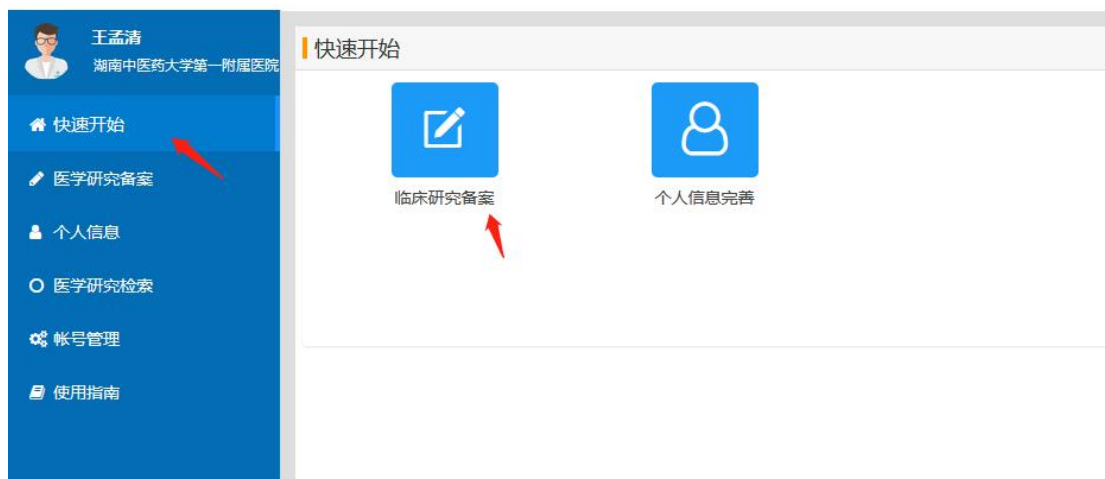 王孟清
湖南中医药大学第一附属医院
快速开始
医学研究备案
个人信息
医学研究检索
帐号管理
使用指南
快速开始
临床研究备案
个人信息完善